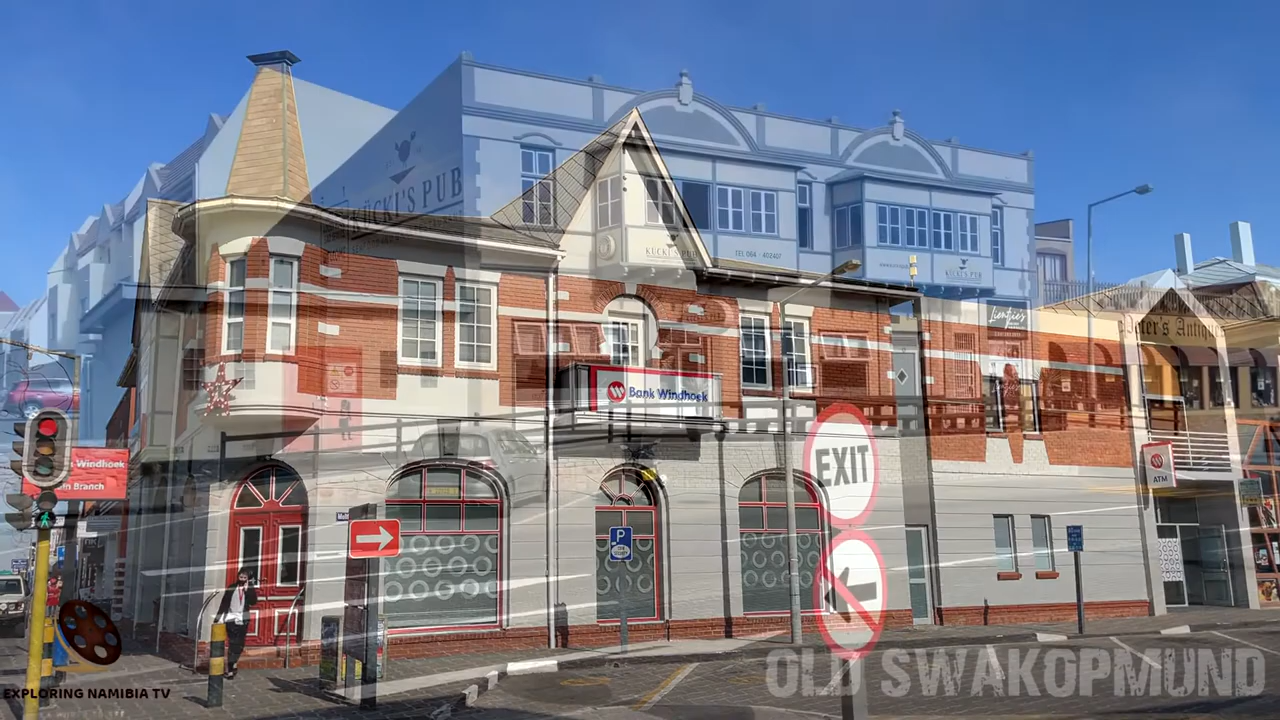 KÜCKI'S PUB
KÜCKI'S PUB
TEL 064 / 402407
KÜCKI'S PUB
Lientjie's
Peter's Antiques
Bank Windhoek
Windhoek
Branch
EXIT
ATM
P
EXPLORING NAMIBIA TV
OLD SWAKOPMUND